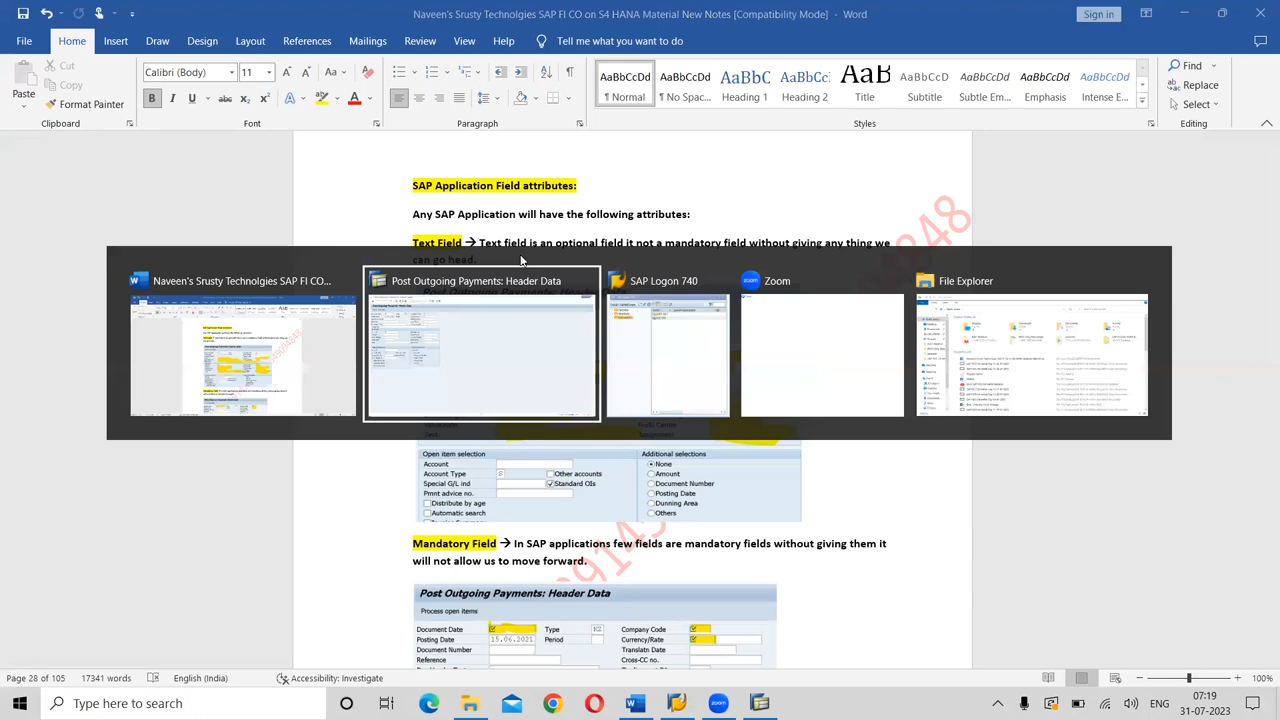 Naveen's Srusty Technolgies SAP FI CO New Notes [Compatibility Mode] - Word
Sign in
File Home Insert Draw Design Layout References Mailings Review View Help Tell me what you want to do
Paste
Cut
Copy
Format Painter
Calibri (Body) 11
AaBbCcDd AaBbCcDd AaBbC AaBbCc AaB AaBbCcD AaBbCcDd AaBbCcDd AaBbCcDd
¶ Normal ¶ No Spac... Heading 1 Heading 2 Title Subtitle Subtle Em... Emphasis Intense E...
Find
Replace
Select
Clipboard Font Paragraph Styles Editing
SAP Application Field attributes:
Any SAP Application will have the following attributes:
Text Field → Text field is an optional field it not a mandatory field without giving any thing we
can go head.
Naveen's Srusty Technolgies SAP FI CO... Post Outgoing Payments: Header Data SAP Logon 740 Zoom File Explorer
Open item selection Additional selections
Account None
Account Type S Other accounts Amount
Special G/L ind Standard OIs Document Number
Pmnt advice no. Posting Date
Distribute by age Dunning Area
Automatic search Others
Mandatory Field → In SAP applications few fields are mandatory fields without giving them it
will not allow us to move forward.
Post Outgoing Payments: Header Data
Process open items
Document Date Type KZ Company Code
Posting Date 15.06.2021 Period Currency/Rate
Document Number Translatn Date
Reference Cross-CC no.
Page 28 of 105 17341 words English (India) Accessibility: Investigate 100%
Type here to search
ENG
07:19
31-07-2023